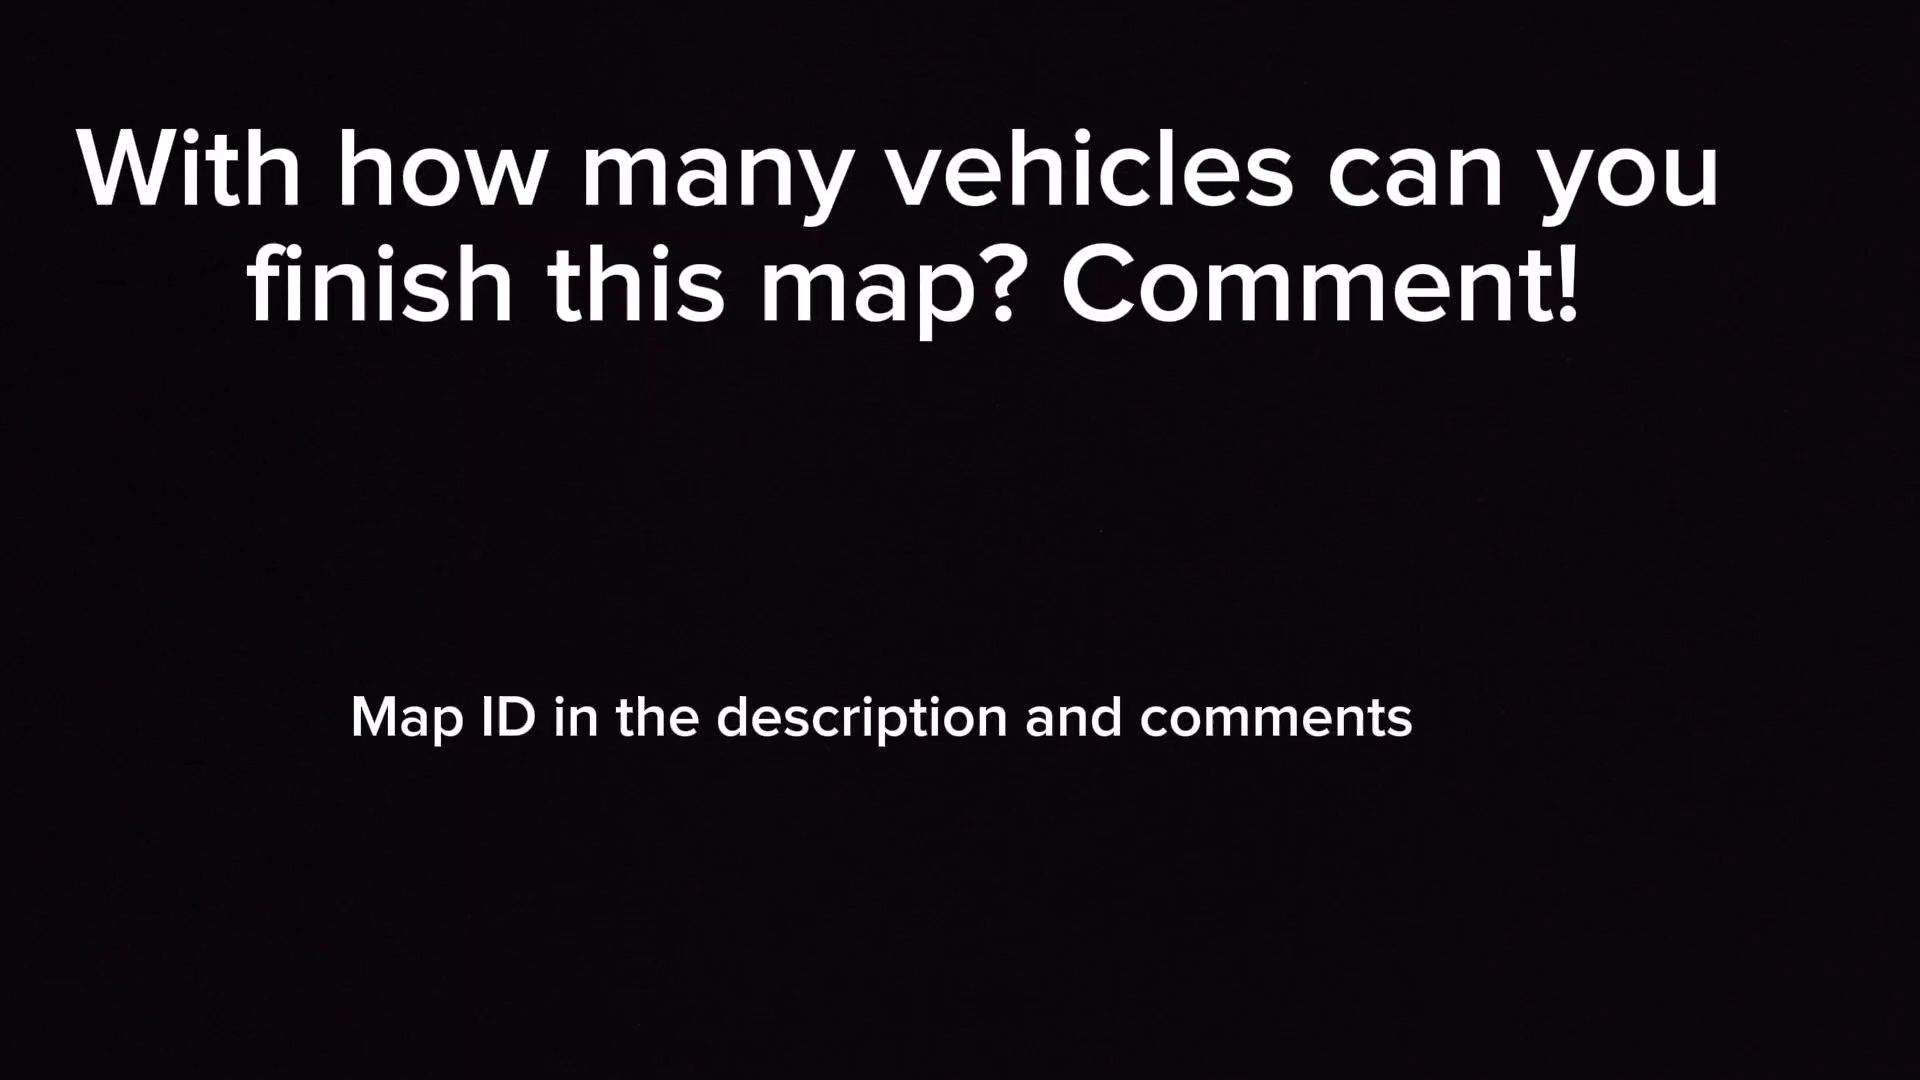 With how many vehicles can you
finish this map? Comment!
Map ID in the description and comments